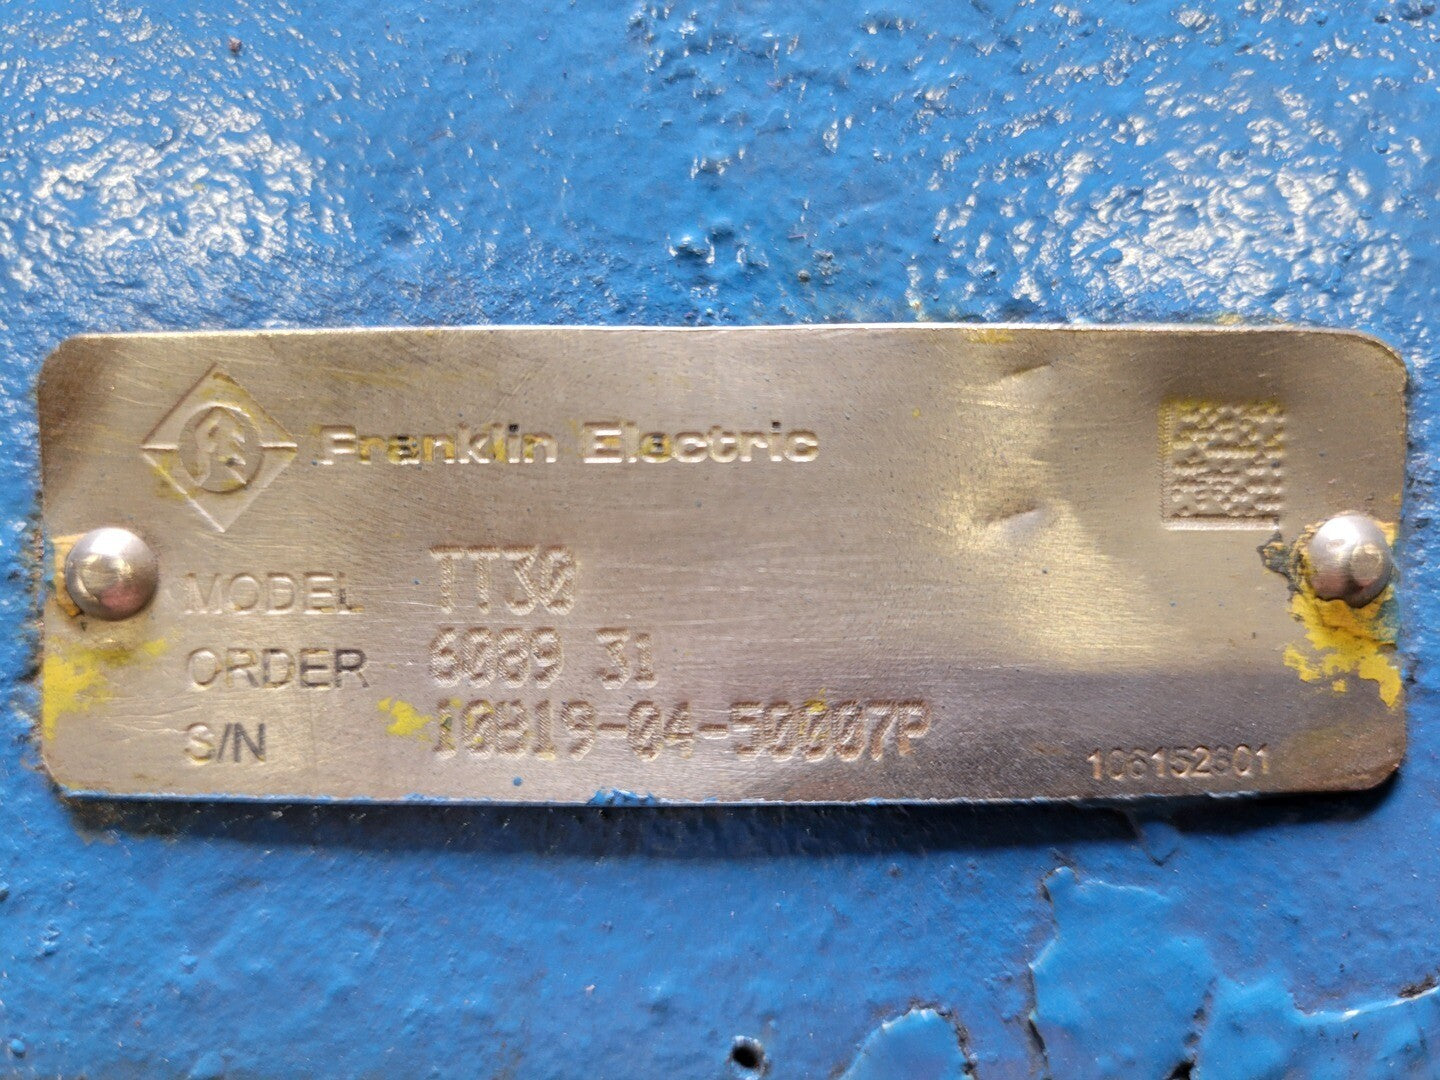 Franklin Electric
MODEL TT30
ORDER 6089 31
S/N 10B19-04-50007P
106152601